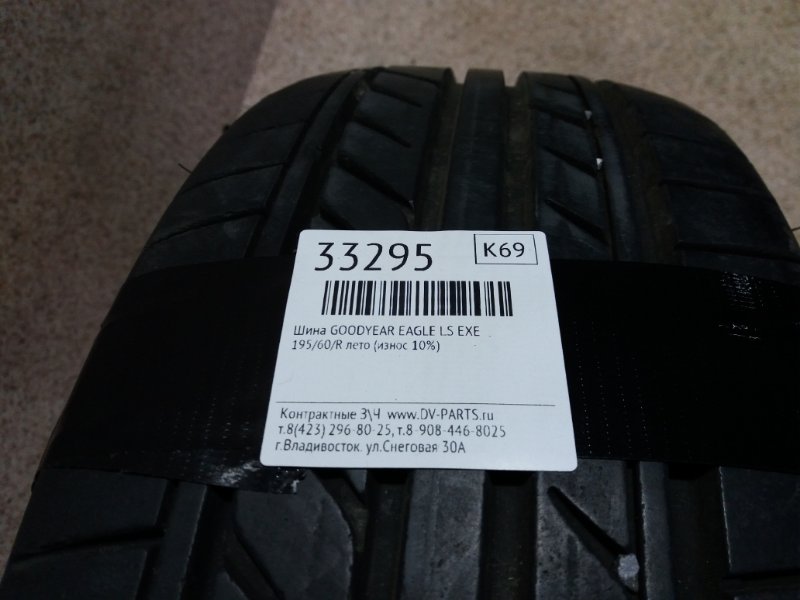 33295
K69
Шина GOODYEAR EAGLE LS EXE
195/60/R лето (износ 10%)
Контрактные З\Ч www.DV-PARTS.ru
т.8(423) 296-80-25, т.8-908-446-8025
г.Владивосток. ул.Снеговая 30А